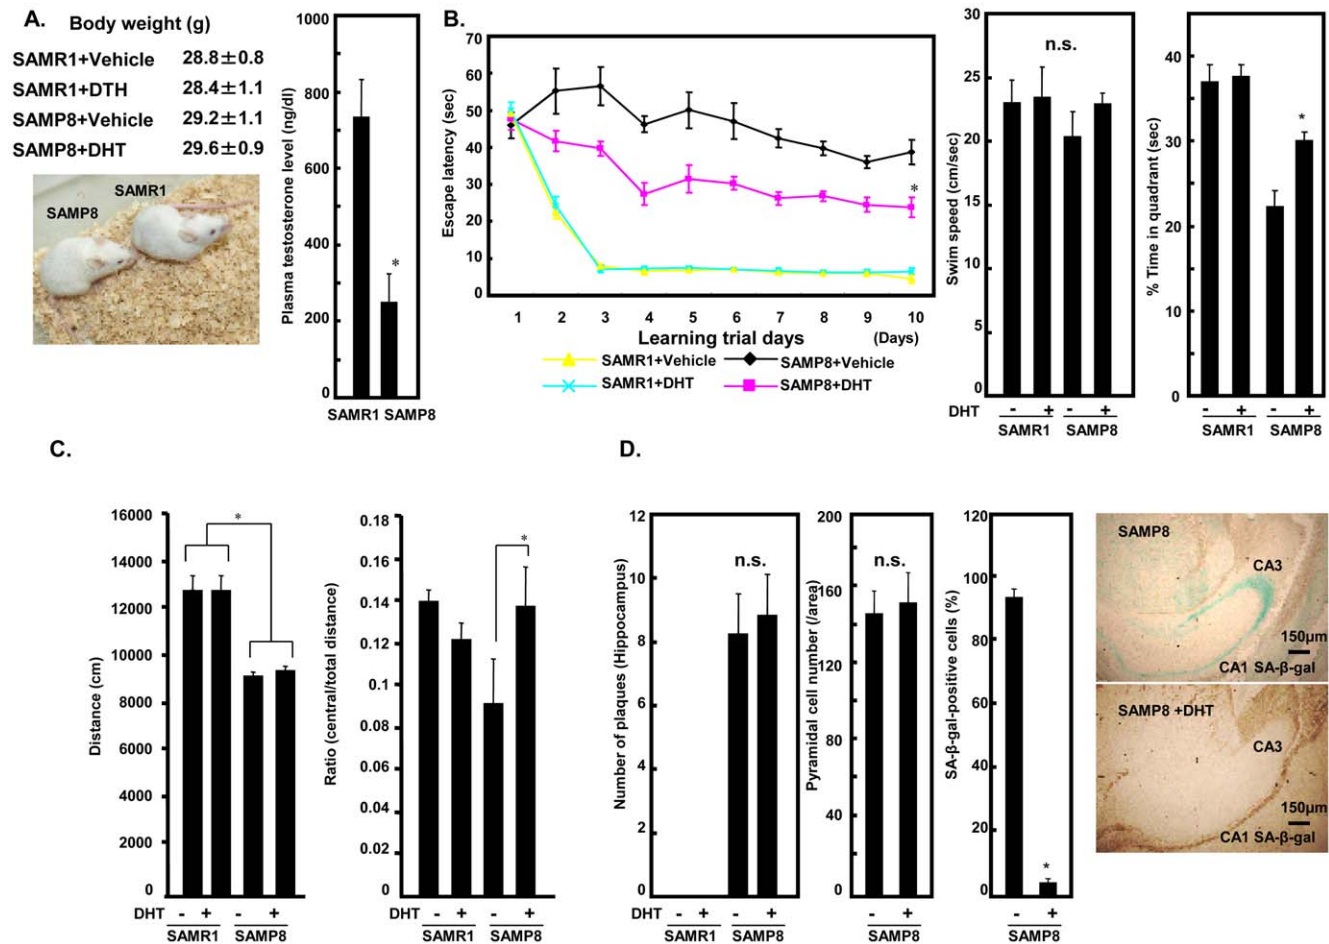 A.
Body weight (g)
SAMR1+Vehicle 28.8±0.8
SAMR1+DTH 28.4±1.1
SAMP8+Vehicle 29.2±1.1
SAMP8+DHT 29.6±0.9
SAMR1
SAMP8
Plasma testosterone level (ng/dl)
1000
800
600
400
200
0
*
SAMR1 SAMP8
B.
Escape latency (sec)
70
60
50
40
30
20
10
0
*
1 2 3 4 5 6 7 8 9 10
Learning trial days (Days)
SAMR1+Vehicle SAMP8+Vehicle
SAMR1+DHT SAMP8+DHT
Swim speed (cm/sec)
30
25
20
15
10
5
0
n.s.
DHT - + - +
SAMR1 SAMP8
% Time in quadrant (sec)
40
30
20
10
0
*
- + - +
SAMR1 SAMP8
C.
Distance (cm)
16000
14000
12000
10000
8000
6000
4000
2000
0
*
DHT - + - +
SAMR1 SAMP8
Ratio (central/total distance)
0.18
0.16
0.14
0.12
0.1
0.08
0.06
0.04
0.02
0
*
DHT - + - +
SAMR1 SAMP8
D.
Number of plaques (Hippocampus)
12
10
8
6
4
2
0
n.s.
DHT - + - +
SAMR1 SAMP8
Pyramidal cell number (/area)
200
160
120
80
40
0
n.s.
- +
SAMP8
SA-β-gal-positive cells (%)
120
100
80
60
40
20
0
*
- +
SAMP8
SAMP8
CA3
150μm
CA1 SA-β-gal
SAMP8 +DHT
CA3
150μm
CA1 SA-β-gal